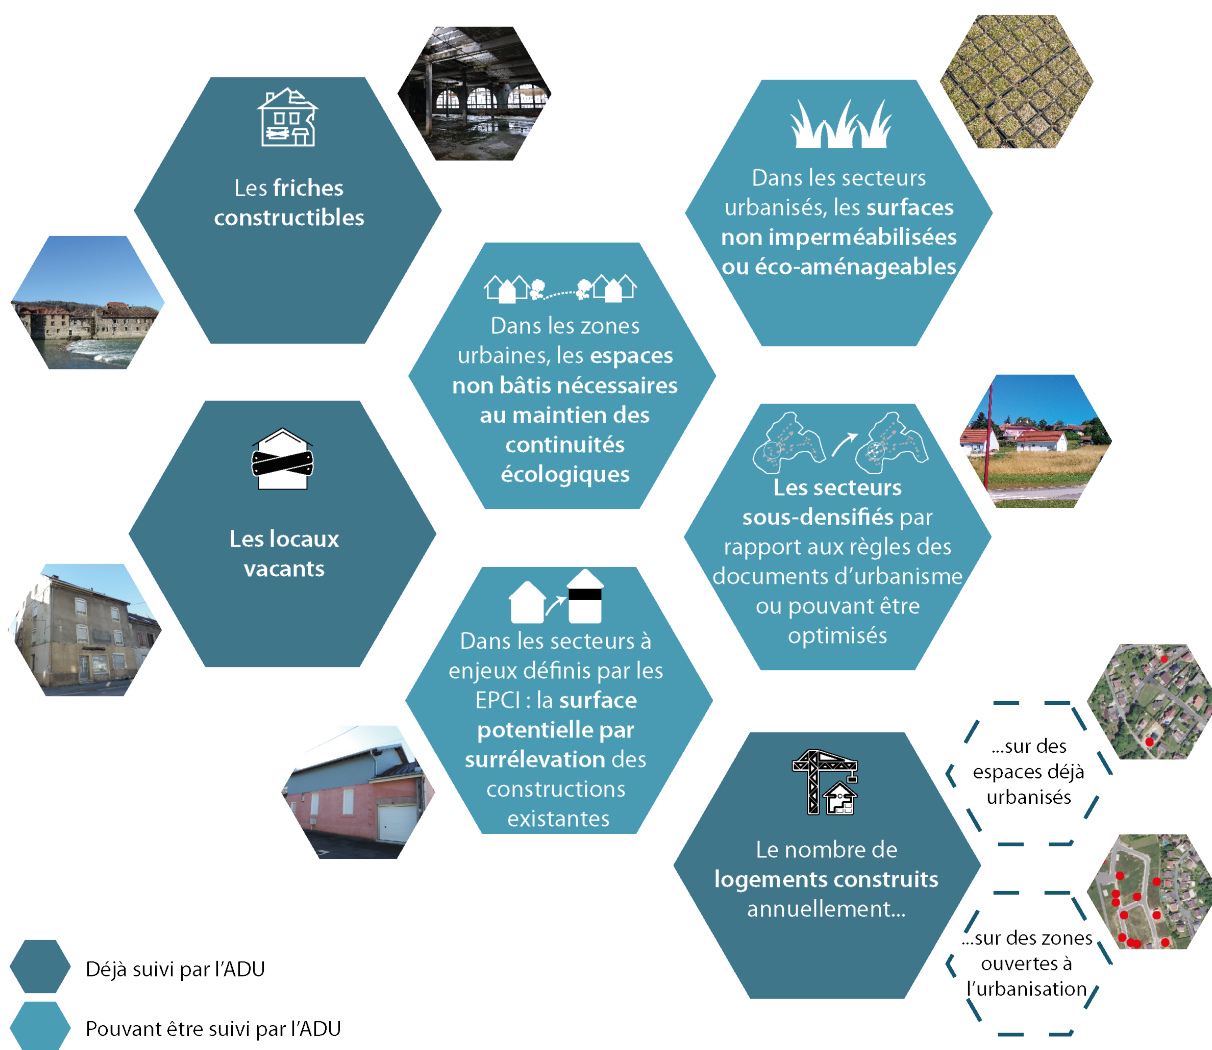 Les friches
constructibles
Dans les secteurs
urbanisés, les surfaces
non imperméabilisées
ou éco-aménageables
Dans les zones
urbaines, les espaces
non bâtis nécessaires
au maintien des
continuités
écologiques
Les locaux
vacants
Les secteurs
sous-densifiés par
rapport aux règles des
documents d’urbanisme
ou pouvant être
optimisés
Dans les secteurs à
enjeux définis par les
EPCI : la surface
potentielle par
surrélevation des
constructions
existantes
Le nombre de
logements construits
annuellement...
...sur des
espaces déjà
urbanisés
...sur des zones
ouvertes à
l’urbanisation
Déjà suivi par l’ADU
Pouvant être suivi par l’ADU